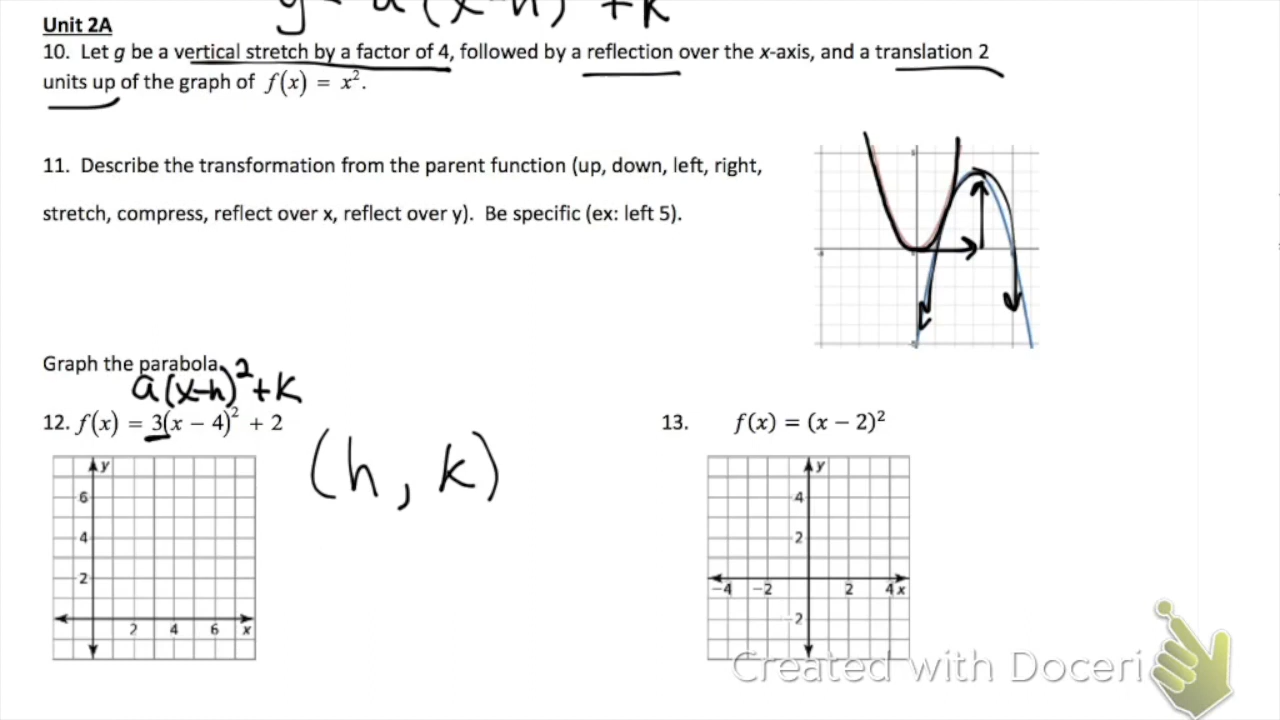 y = a(x-h) + k
Unit 2A
10. Let g be a vertical stretch by a factor of 4, followed by a reflection over the x-axis, and a translation 2
units up of the graph of f(x) = x².
11. Describe the transformation from the parent function (up, down, left, right,
stretch, compress, reflect over x, reflect over y). Be specific (ex: left 5).
Graph the parabola.
a(x-h)² + k
12. f(x) = 3(x − 4)² + 2
13. f(x) = (x − 2)²
(h, k)
y
6
4
2
2 4 6 x
y
4
2
−4 −2 2 4 x
2
Created with Doceri